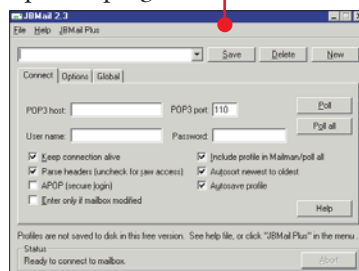 JBMail 2.3
File Help JBMail Plus
Save Delete New
Connect Options Global
POP3 host: POP3 port: 110 Poll
User name: Password: Poll all
Keep connection alive Include profile in Mailman/poll all
Parse headers (uncheck for raw access) Autosort newest to oldest
APOP (secure login) Autosave profile
Enter only if mailbox modified
Help
Profiles are not saved to disk in this free version. See help file, or click "JBMail Plus" in the menu
Status
Ready to connect to mailbox. Abort